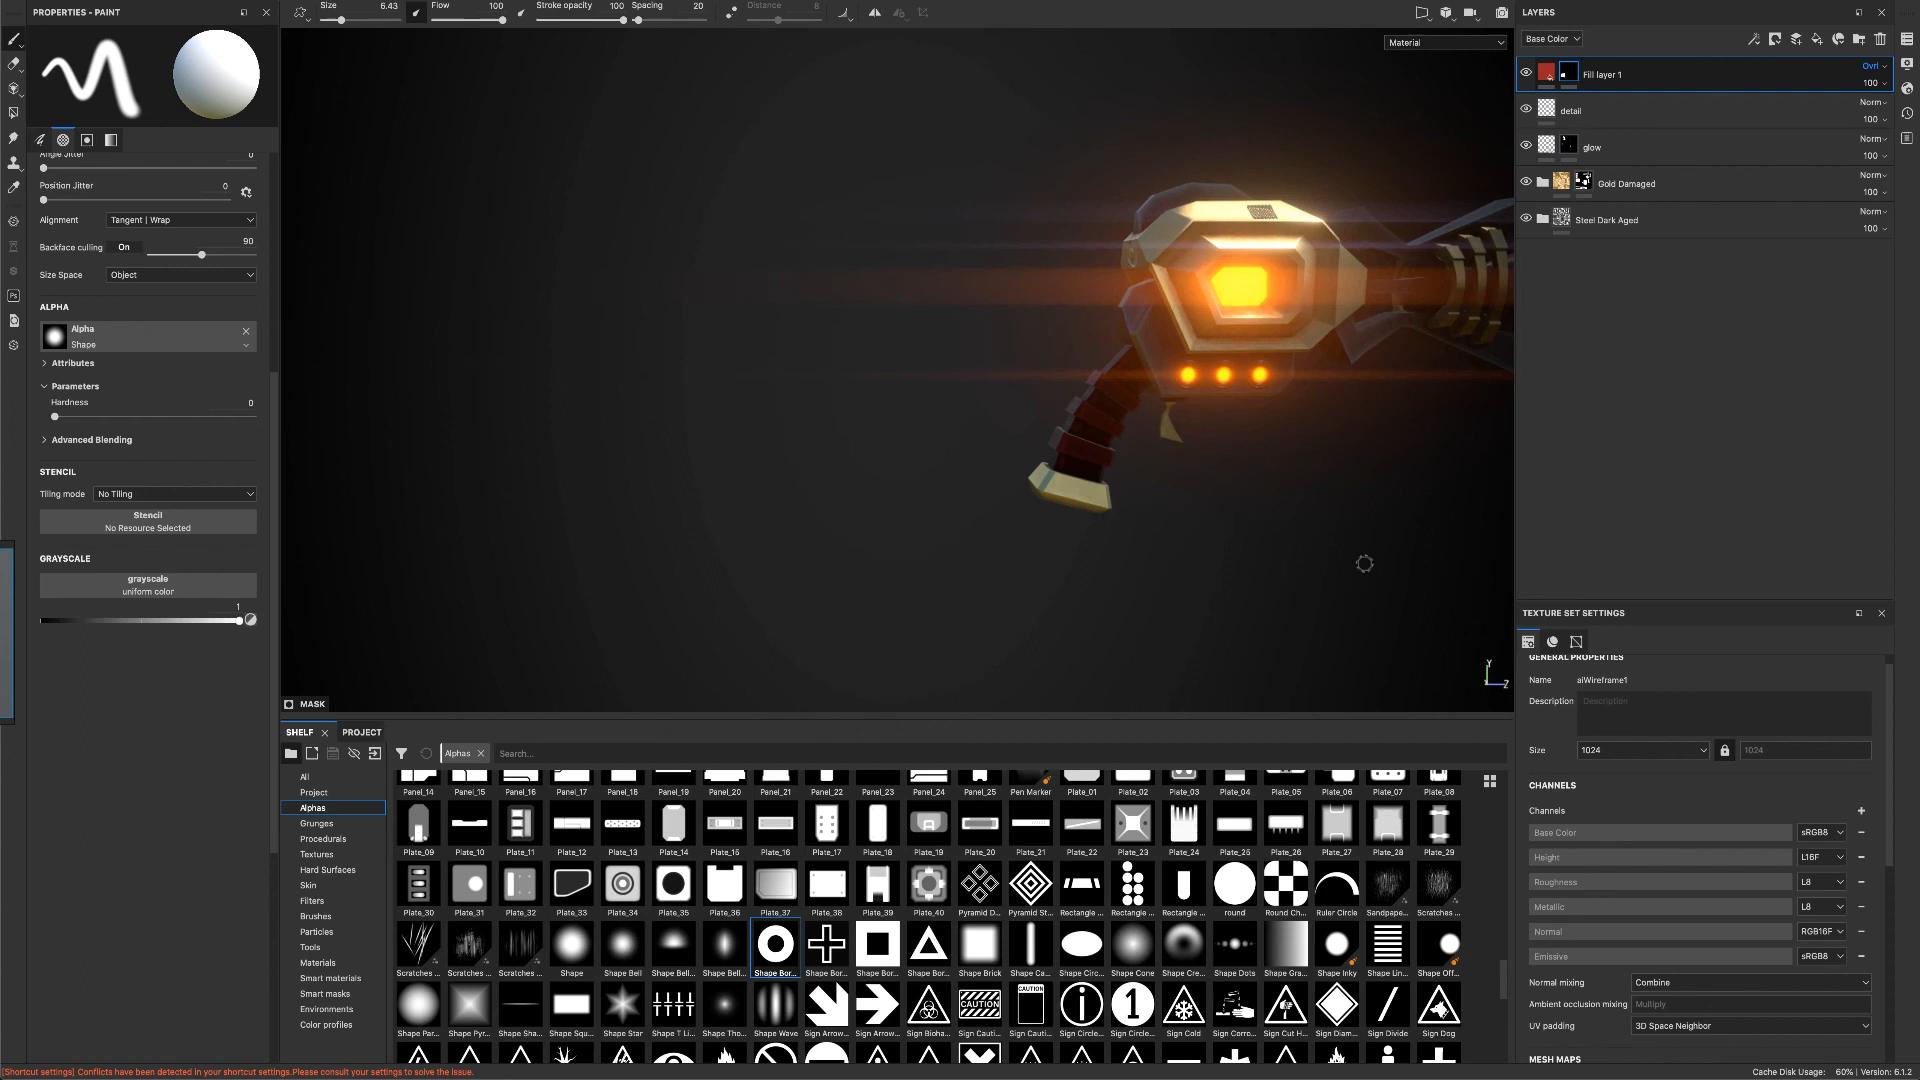 PROPERTIES - PAINT
Size 6.43
Flow 100
Stroke opacity 100
Spacing 20
Distance 8
Angle Jitter 0
Position Jitter 0
Alignment Tangent | Wrap
Backface culling On 90
Size Space Object
ALPHA
Alpha
Shape
Attributes
Parameters
Hardness 0
Advanced Blending
STENCIL
Tiling mode No Tiling
Stencil
No Resource Selected
GRAYSCALE
grayscale
uniform color
1
Ps
Material
Y
Z
MASK
LAYERS
Base Color
Fill layer 1 Ovrl 100
detail Norm 100
glow Norm 100
Gold Damaged Norm 100
Steel Dark Aged Norm 100
TEXTURE SET SETTINGS
GENERAL PROPERTIES
Name aiWireframe1
Description Description
Size 1024 1024
CHANNELS
Channels
Base Color sRGB8
Height L16F
Roughness L8
Metallic L8
Normal RGB16F
Emissive sRGB8
Normal mixing Combine
Ambient occlusion mixing Multiply
UV padding 3D Space Neighbor
MESH MAPS
SHELF PROJECT
Alphas Search...
All
Project
Alphas
Grunges
Procedurals
Textures
Hard Surfaces
Skin
Filters
Brushes
Particles
Tools
Materials
Smart materials
Smart masks
Environments
Color profiles
Panel_14 Panel_15 Panel_16 Panel_17 Panel_18 Panel_19 Panel_20 Panel_21 Panel_22 Panel_23 Panel_24 Panel_25 Pen Marker Plate_01 Plate_02 Plate_03 Plate_04 Plate_05 Plate_06 Plate_07 Plate_08
Plate_09 Plate_10 Plate_11 Plate_12 Plate_13 Plate_14 Plate_15 Plate_16 Plate_17 Plate_18 Plate_19 Plate_20 Plate_21 Plate_22 Plate_23 Plate_24 Plate_25 Plate_26 Plate_27 Plate_28 Plate_29
Plate_30 Plate_31 Plate_32 Plate_33 Plate_34 Plate_35 Plate_36 Plate_37 Plate_38 Plate_39 Plate_40 Pyramid D... Pyramid St... Rectangle ... Rectangle ... Rectangle ... round Round Ch... Ruler Circle Sandpape... Scratches ...
Scratches ... Scratches ... Scratches ... Shape Shape Bell Shape Bell... Shape Bell... Shape Bor... Shape Bor... Shape Bor... Shape Bor... Shape Brick Shape Ca... Shape Circ... Shape Cone Shape Cre... Shape Dots Shape Gra... Shape Inky Shape Lin... Shape Off...
CAUTION CAUTION 1
Shape Par... Shape Pyr... Shape Sha... Shape Squ... Shape Star Shape T Li... Shape Tho... Shape Wave Sign Arrow... Sign Arrow... Sign Bioha... Sign Cauti... Sign Cauti... Sign Circle... Sign Circle... Sign Cold Sign Corro... Sign Cut H... Sign Diam... Sign Divide Sign Dog
[Shortcut settings] Conflicts have been detected in your shortcut settings.Please consult your settings to solve the issue.
Cache Disk Usage: 60% | Version: 6.1.2